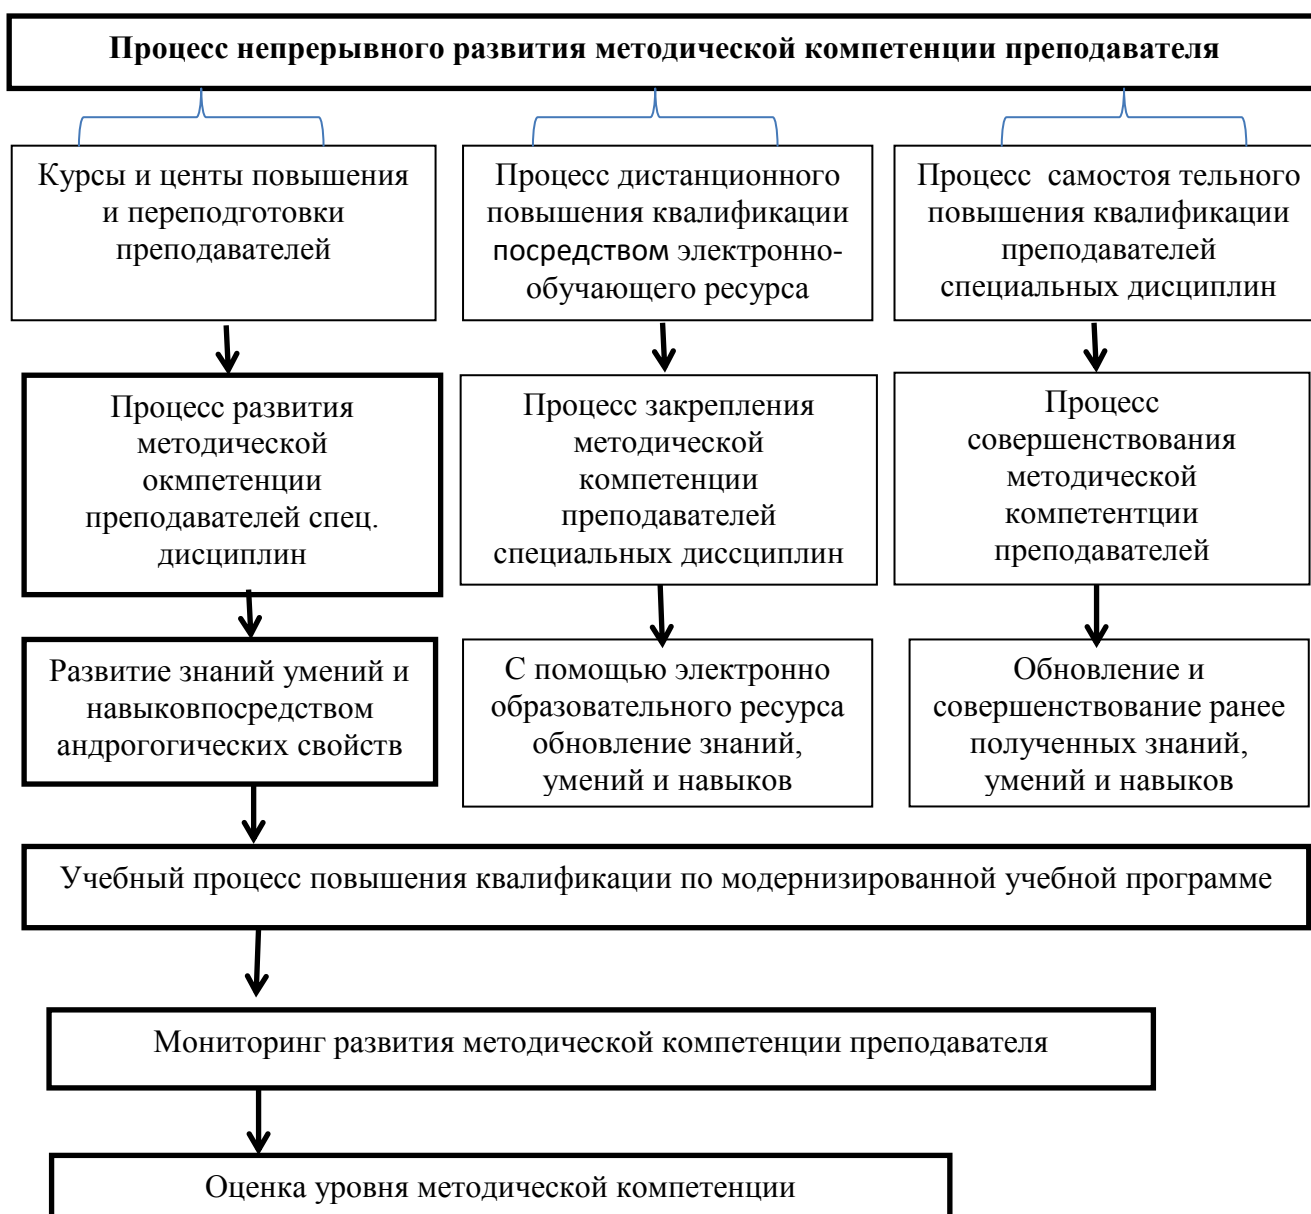 Процесс непрерывного развития методической компетенции преподавателя
Курсы и центы повышения
и переподготовки
преподавателей
Процесс дистанционного
повышения квалификации
посредством электронно-
обучающего ресурса
Процесс самостоя тельного
повышения квалификации
преподавателей
специальных дисциплин
Процесс развития
методической
окмпетенции
преподавателей спец.
дисциплин
Процесс закрепления
методической
компетенции
преподавателей
специальных диссциплин
Процесс
совершенствования
методической
компетентции
преподавателей
Развитие знаний умений и
навыковпосредством
андрогогических свойств
С помощью электронно
образовательного ресурса
обновление знаний,
умений и навыков
Обновление и
совершенствование ранее
полученных знаний,
умений и навыков
Учебный процесс повышения квалификации по модернизированной учебной программе
Мониторинг развития методической компетенции преподавателя
Оценка уровня методической компетенции